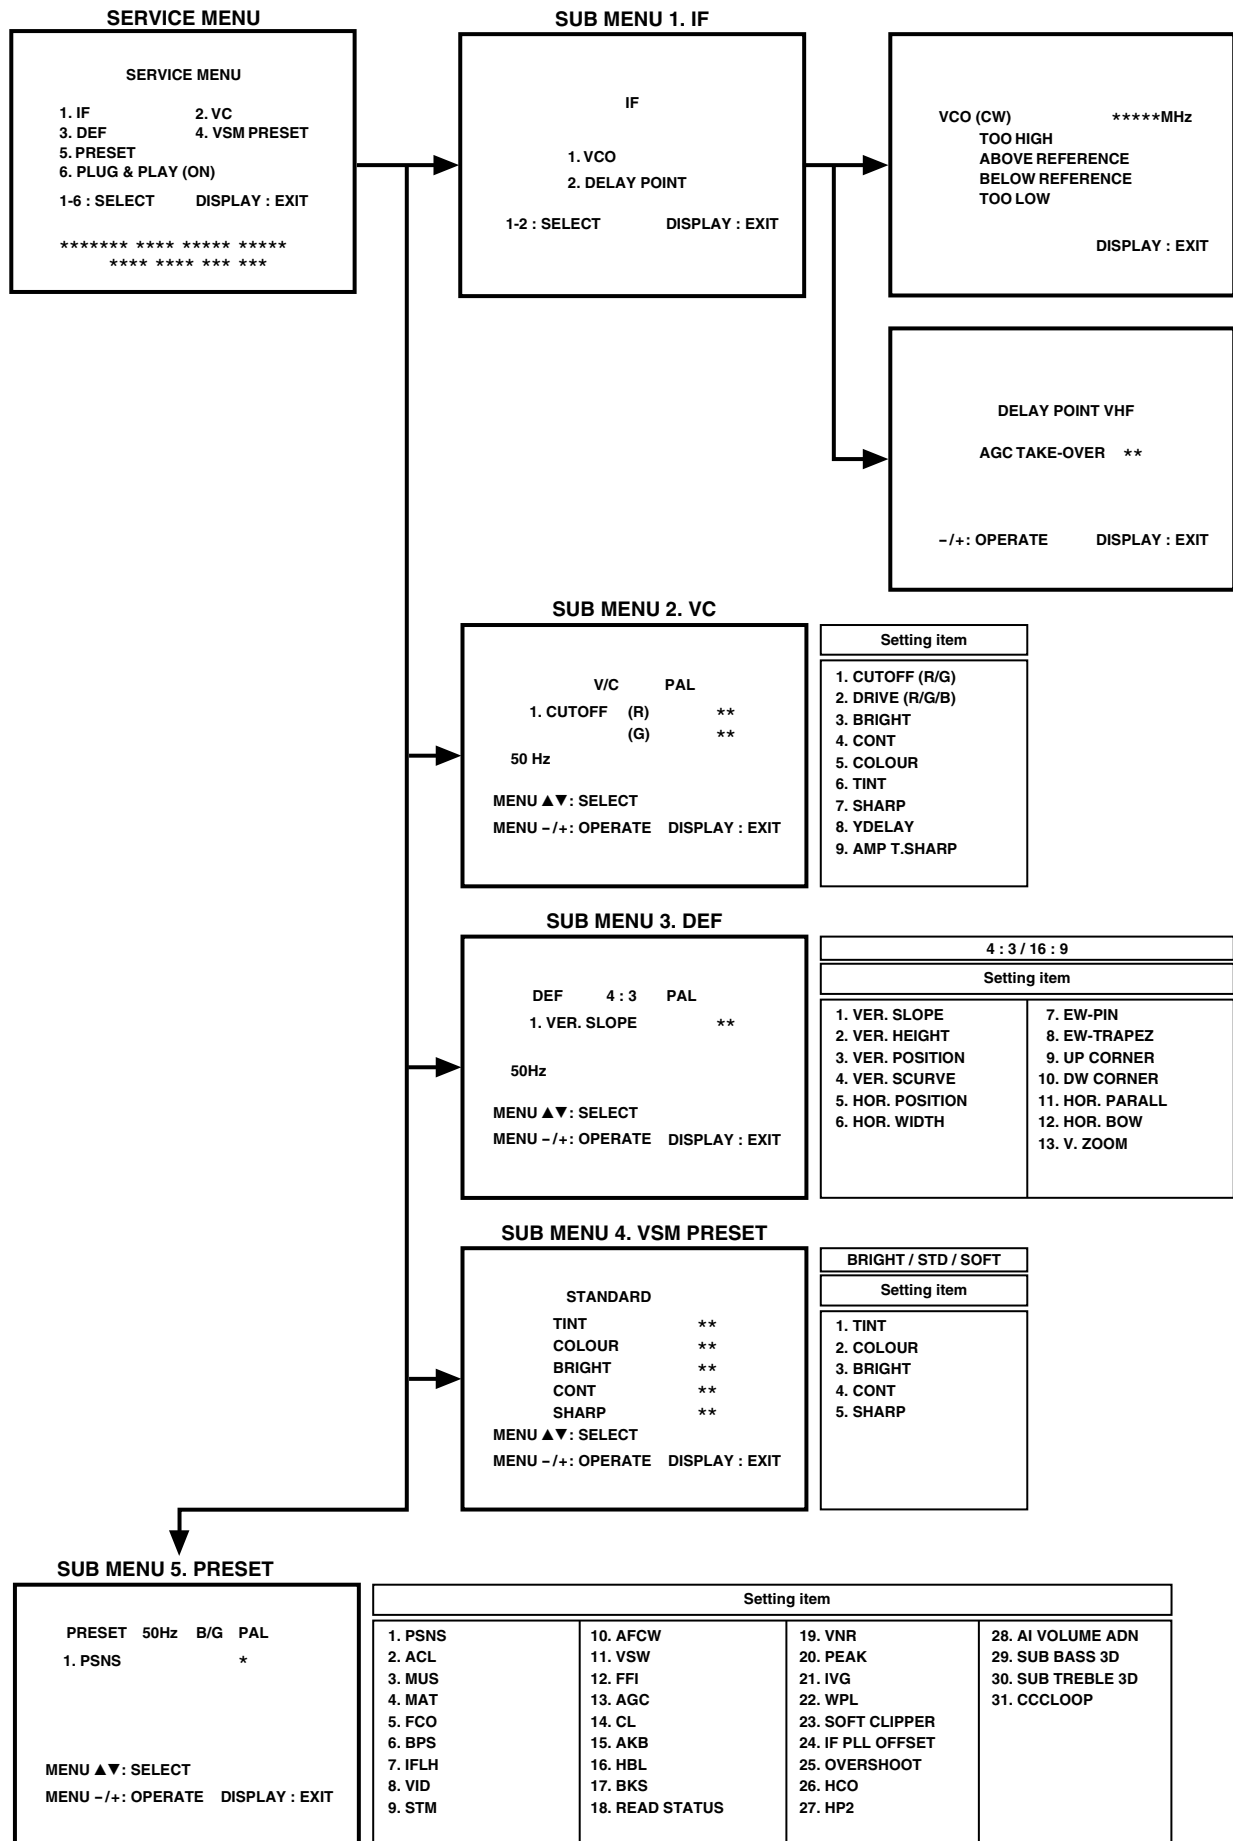 SERVICE MENU
SERVICE MENU
1. IF 2. VC
3. DEF 4. VSM PRESET
5. PRESET
6. PLUG & PLAY (ON)
1-6 : SELECT DISPLAY : EXIT
******* **** ***** *****
**** **** *** ***
SUB MENU 1. IF
IF
1. VCO
2. DELAY POINT
1-2 : SELECT DISPLAY : EXIT
VCO (CW) *****MHz
TOO HIGH
ABOVE REFERENCE
BELOW REFERENCE
TOO LOW
DISPLAY : EXIT
DELAY POINT VHF
AGC TAKE-OVER **
−/+: OPERATE DISPLAY : EXIT
SUB MENU 2. VC
V/C PAL
1. CUTOFF (R) **
(G) **
50 Hz
MENU ▲▼: SELECT
MENU −/+: OPERATE DISPLAY : EXIT
Setting item
1. CUTOFF (R/G)
2. DRIVE (R/G/B)
3. BRIGHT
4. CONT
5. COLOUR
6. TINT
7. SHARP
8. YDELAY
9. AMP T.SHARP
SUB MENU 3. DEF
DEF 4 : 3 PAL
1. VER. SLOPE **
50Hz
MENU ▲▼: SELECT
MENU −/+: OPERATE DISPLAY : EXIT
4 : 3 / 16 : 9
Setting item
1. VER. SLOPE
2. VER. HEIGHT
3. VER. POSITION
4. VER. SCURVE
5. HOR. POSITION
6. HOR. WIDTH
7. EW-PIN
8. EW-TRAPEZ
9. UP CORNER
10. DW CORNER
11. HOR. PARALL
12. HOR. BOW
13. V. ZOOM
SUB MENU 4. VSM PRESET
STANDARD
TINT **
COLOUR **
BRIGHT **
CONT **
SHARP **
MENU ▲▼: SELECT
MENU −/+: OPERATE DISPLAY : EXIT
BRIGHT / STD / SOFT
Setting item
1. TINT
2. COLOUR
3. BRIGHT
4. CONT
5. SHARP
SUB MENU 5. PRESET
PRESET 50Hz B/G PAL
1. PSNS *
MENU ▲▼: SELECT
MENU −/+: OPERATE DISPLAY : EXIT
Setting item
1. PSNS
2. ACL
3. MUS
4. MAT
5. FCO
6. BPS
7. IFLH
8. VID
9. STM
10. AFCW
11. VSW
12. FFI
13. AGC
14. CL
15. AKB
16. HBL
17. BKS
18. READ STATUS
19. VNR
20. PEAK
21. IVG
22. WPL
23. SOFT CLIPPER
24. IF PLL OFFSET
25. OVERSHOOT
26. HCO
27. HP2
28. AI VOLUME ADN
29. SUB BASS 3D
30. SUB TREBLE 3D
31. CCCLOOP